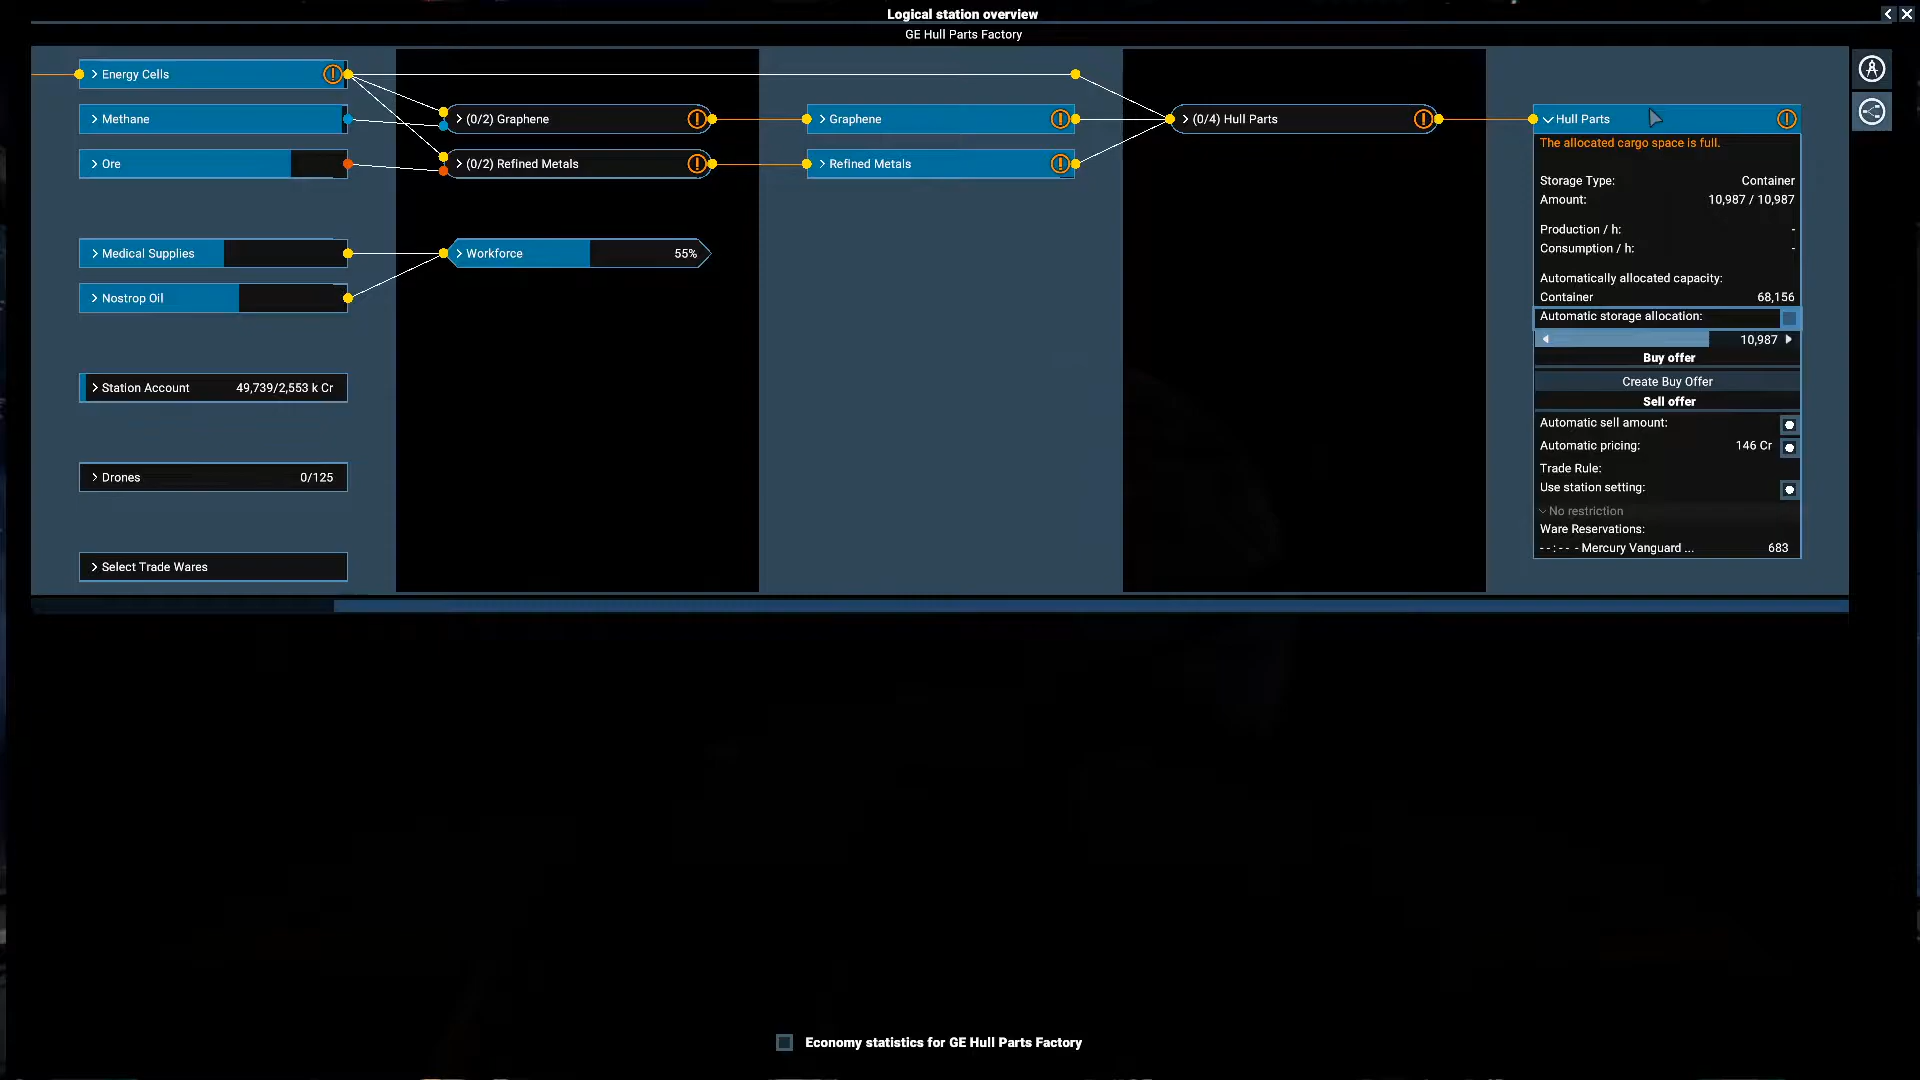 Logical station overview
GE Hull Parts Factory
Energy Cells
Methane
(0/2) Graphene
Graphene
(0/4) Hull Parts
Hull Parts
Ore
(0/2) Refined Metals
Refined Metals
The allocated cargo space is full.
Storage Type: Container
Amount: 10,987 / 10,987
Production / h: -
Consumption / h: -
Automatically allocated capacity:
Container 68,156
Automatic storage allocation:
10,987
Buy offer
Create Buy Offer
Sell offer
Automatic sell amount:
Automatic pricing: 146 Cr
Trade Rule:
Use station setting:
No restriction
Ware Reservations:
--:-- - Mercury Vanguard ... 683
Medical Supplies
Workforce 55%
Nostrop Oil
Station Account 49,739/2,553 k Cr
Drones 0/125
Select Trade Wares
Economy statistics for GE Hull Parts Factory